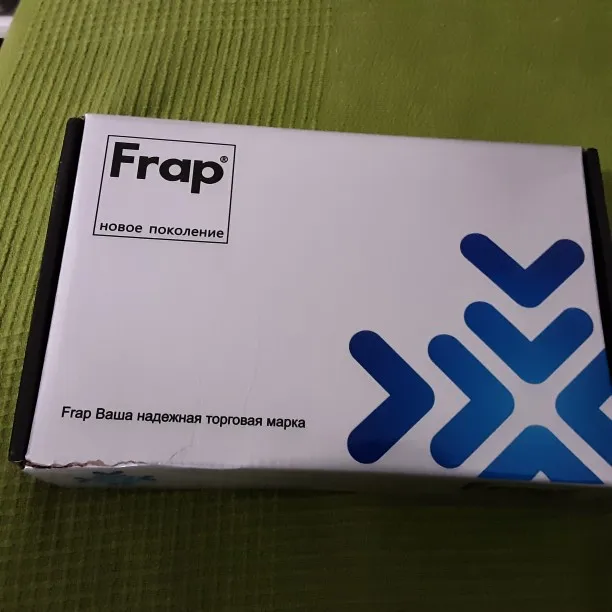 Frap®
новое поколение
Frap Ваша надежная торговая марка